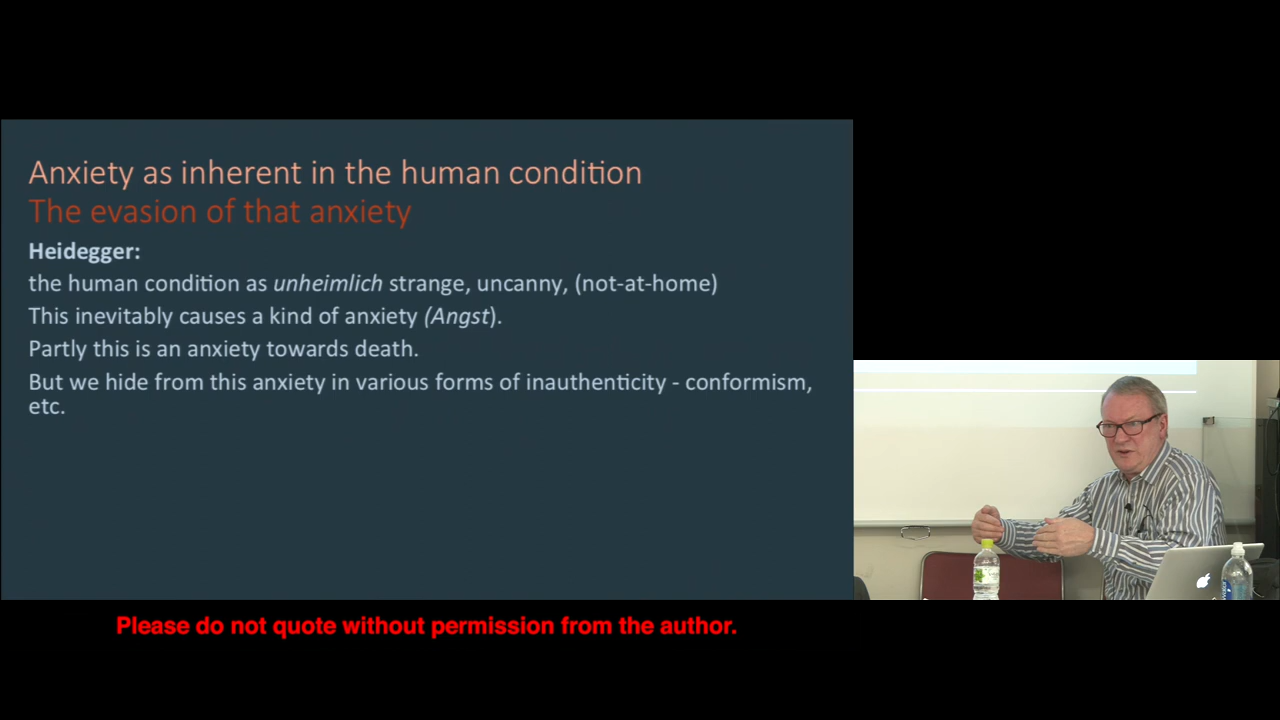 Anxiety as inherent in the human condition
The evasion of that anxiety
Heidegger:
the human condition as unheimlich strange, uncanny, (not-at-home)
This inevitably causes a kind of anxiety (Angst).
Partly this is an anxiety towards death.
But we hide from this anxiety in various forms of inauthenticity - conformism,
etc.
Please do not quote without permission from the author.